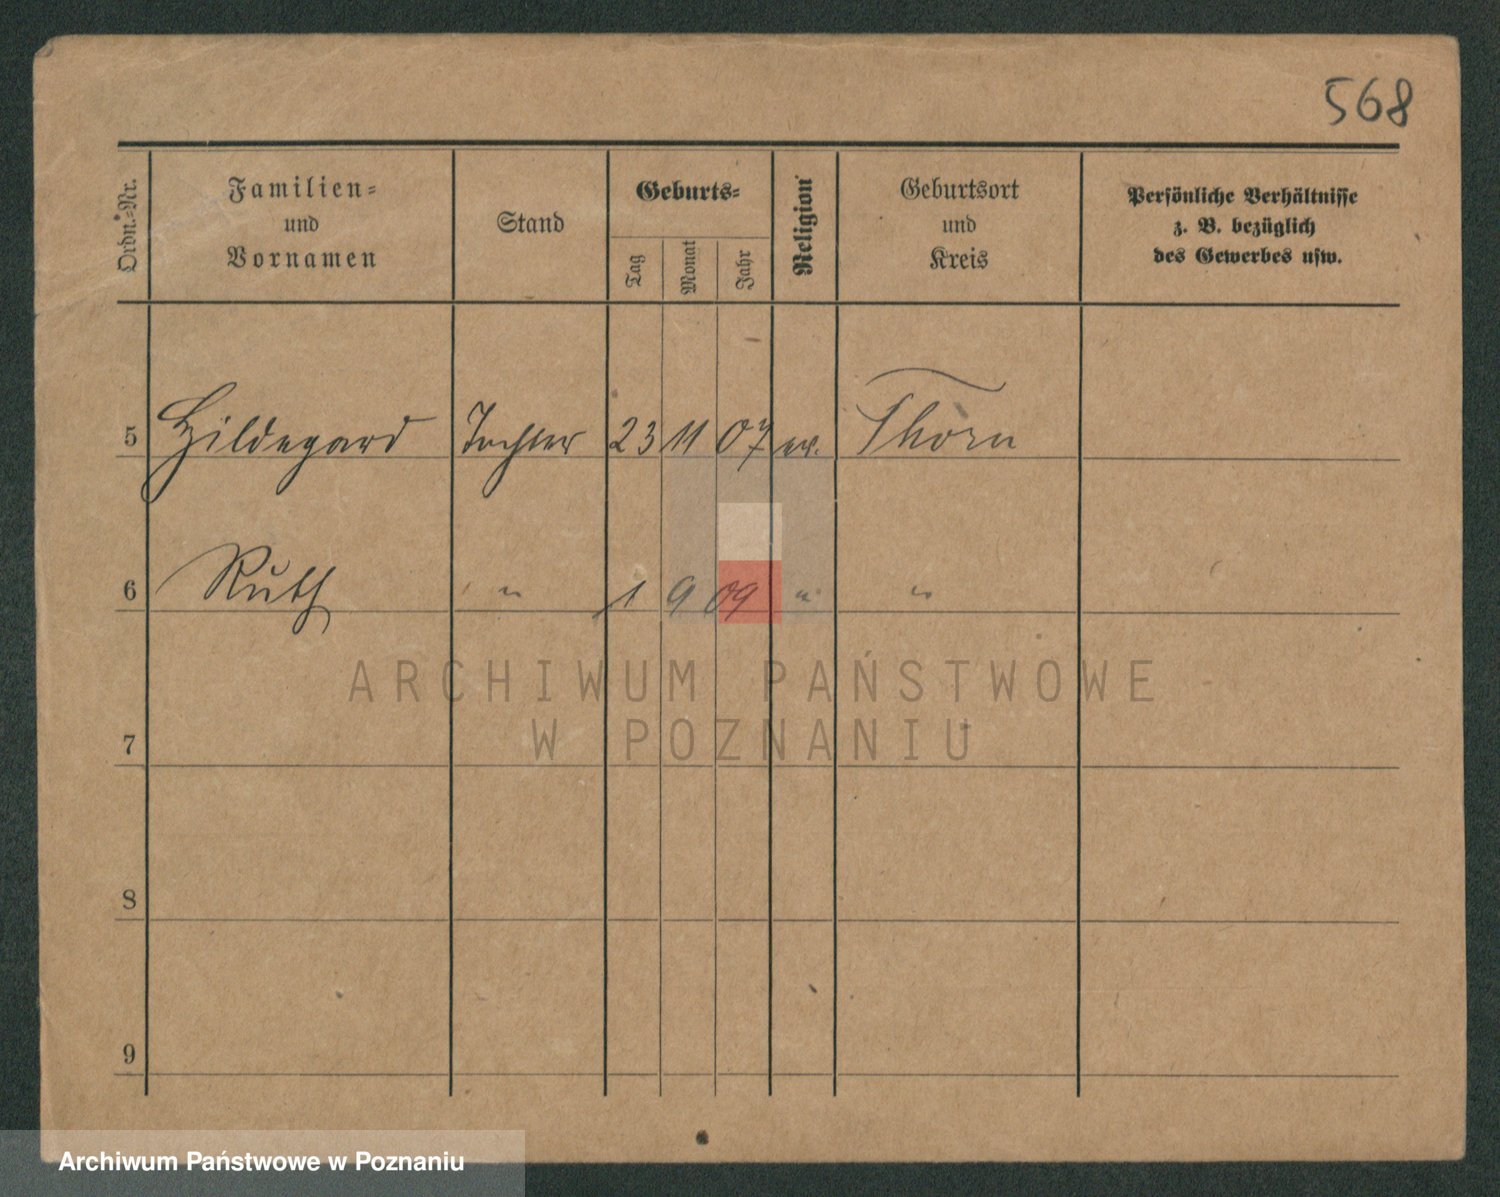 568
Ordn.-Nr.
Familien-
und
Vornamen
Stand
Geburts-
Tag
Monat
Jahr
Religion
Geburtsort
und
Kreis
Persönliche Verhältnisse
z. B. bezüglich
des Gewerbes usw.
5 Hildegard Tochter 23 11 07 ev. Thorn
6 Ruth " 1 9 09 " "
ARCHIWUM PAŃSTWOWE
W POZNANIU
7
8
9
Archiwum Państwowe w Poznaniu